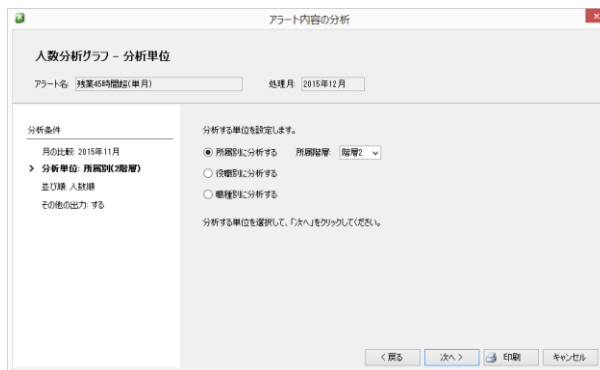 アラート内容の分析
人数分析グラフ - 分析単位
アラート名: 残業45時間超(単月) 処理月: 2015年12月
分析条件
月の比較: 2015年11月
> 分析単位: 所属別(2階層)
並び順: 人数順
その他の出力: する
分析する単位を設定します。
所属別に分析する 所属階層: 階層2
役職別に分析する
職種別に分析する
分析する単位を選択して、「次へ」をクリックしてください。
< 戻る 次へ > 印刷 キャンセル